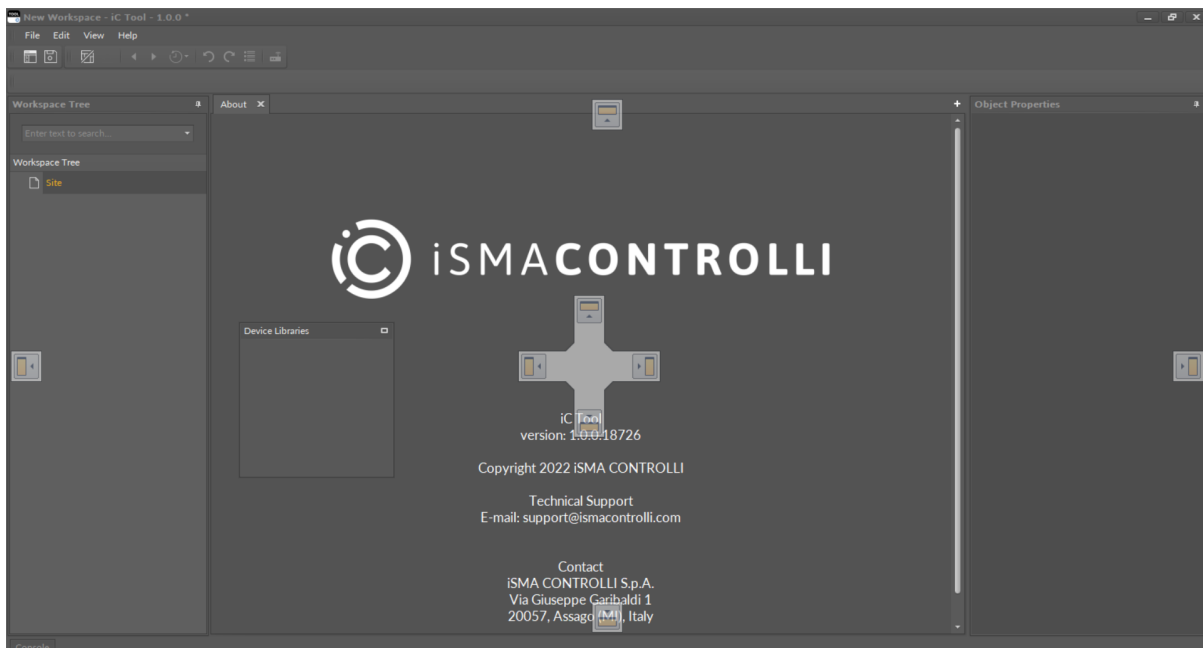 New Workspace - iC Tool - 1.0.0 *
File Edit View Help
Workspace Tree
About
Object Properties
Enter text to search...
Workspace Tree
Site
iSMACONTROLLI
Device Libraries
iC Tool
version: 1.0.0.18726
Copyright 2022 iSMA CONTROLLI
Technical Support
E-mail: support@ismacontrolli.com
Contact
iSMA CONTROLLI S.p.A.
Via Giuseppe Garibaldi 1
20057, Assago (MI), Italy
Console